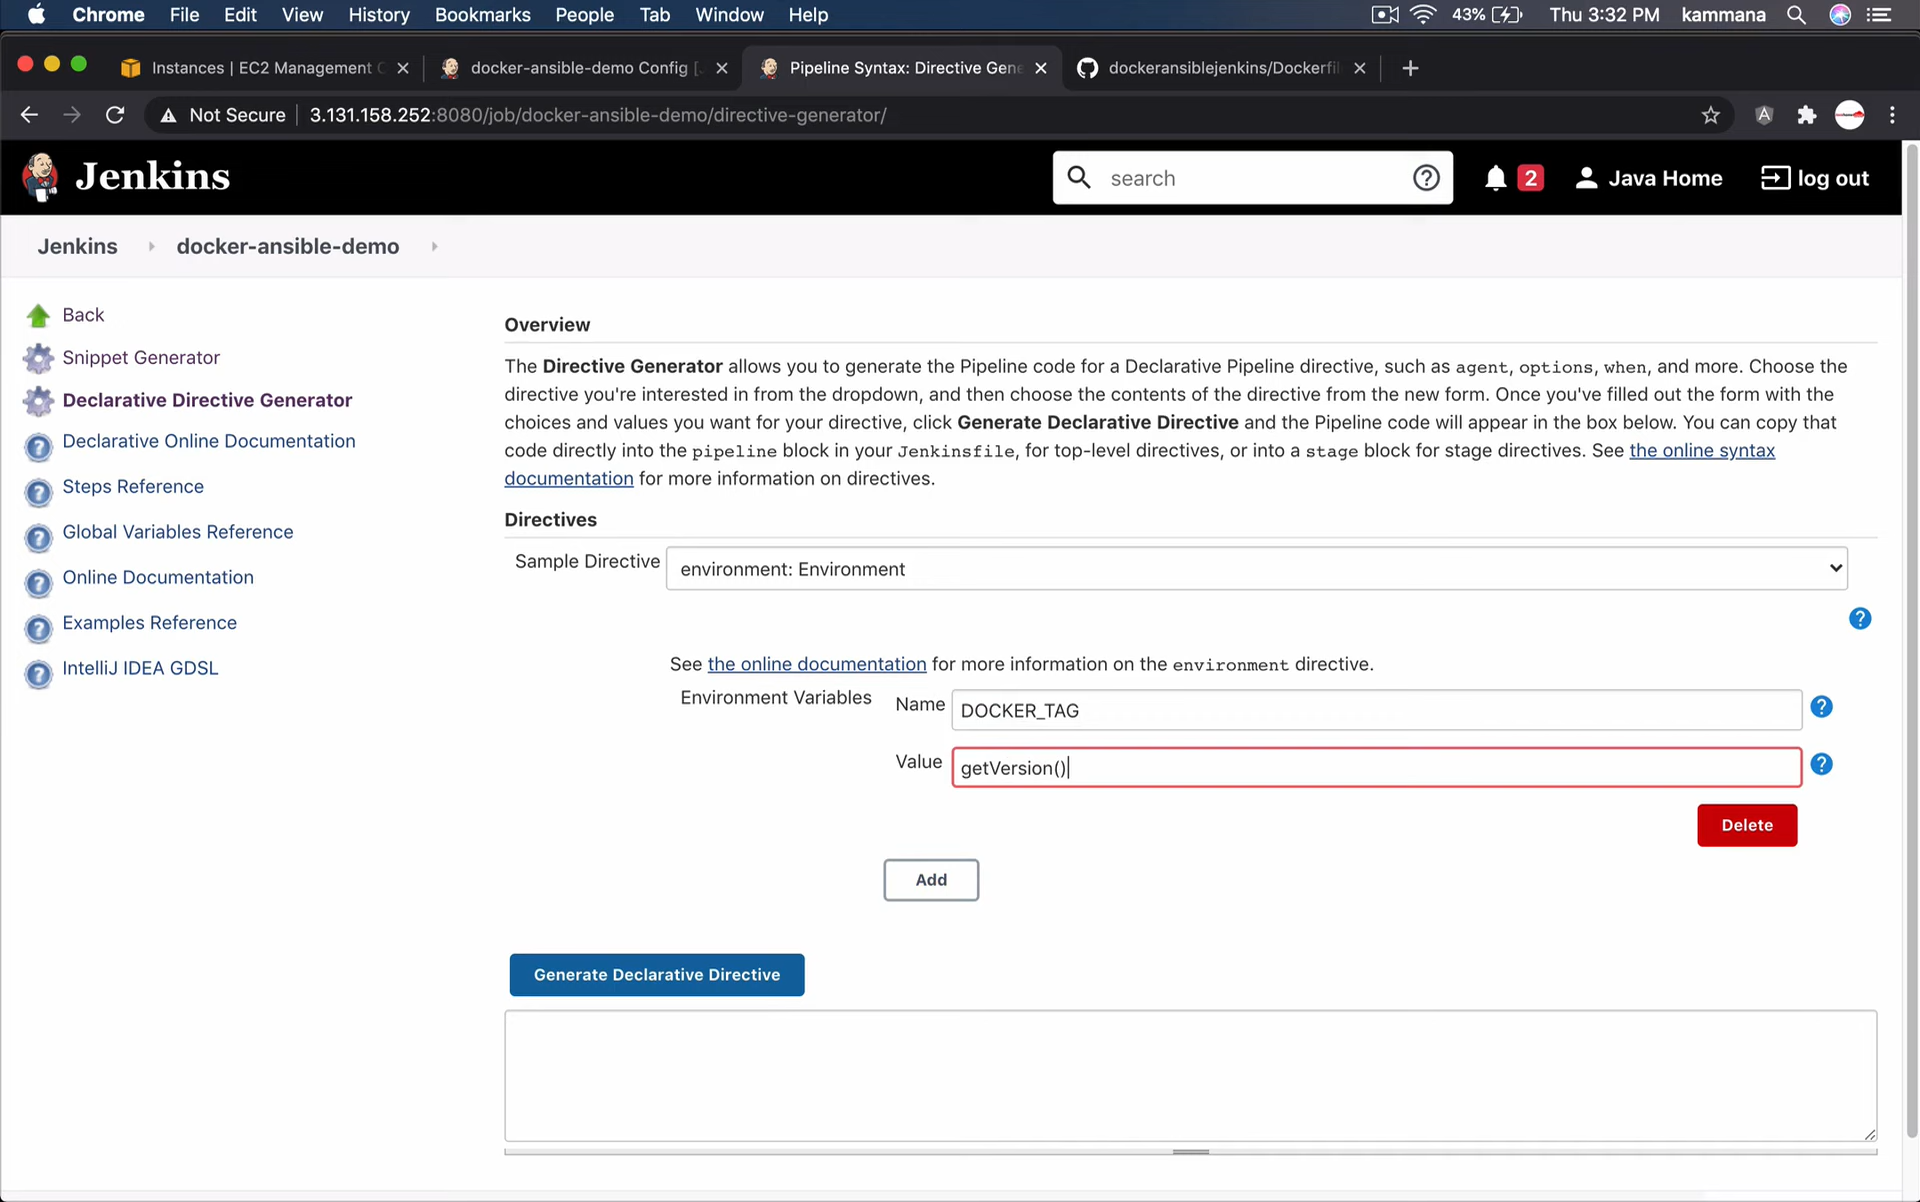 Chrome File Edit View History Bookmarks People Tab Window Help 43% Thu 3:32 PM kammana
Instances | EC2 Management C docker-ansible-demo Config [ Pipeline Syntax: Directive Gene dockeransiblejenkins/Dockerfil
Not Secure 3.131.158.252:8080/job/docker-ansible-demo/directive-generator/
Jenkins search 2 Java Home log out
Jenkins docker-ansible-demo
Back
Snippet Generator
Declarative Directive Generator
Declarative Online Documentation
Steps Reference
Global Variables Reference
Online Documentation
Examples Reference
IntelliJ IDEA GDSL
Overview
The Directive Generator allows you to generate the Pipeline code for a Declarative Pipeline directive, such as agent, options, when, and more. Choose the
directive you're interested in from the dropdown, and then choose the contents of the directive from the new form. Once you've filled out the form with the
choices and values you want for your directive, click Generate Declarative Directive and the Pipeline code will appear in the box below. You can copy that
code directly into the pipeline block in your Jenkinsfile, for top-level directives, or into a stage block for stage directives. See the online syntax
documentation for more information on directives.
Directives
Sample Directive environment: Environment
See the online documentation for more information on the environment directive.
Environment Variables Name DOCKER_TAG
Value getVersion()
Delete
Add
Generate Declarative Directive